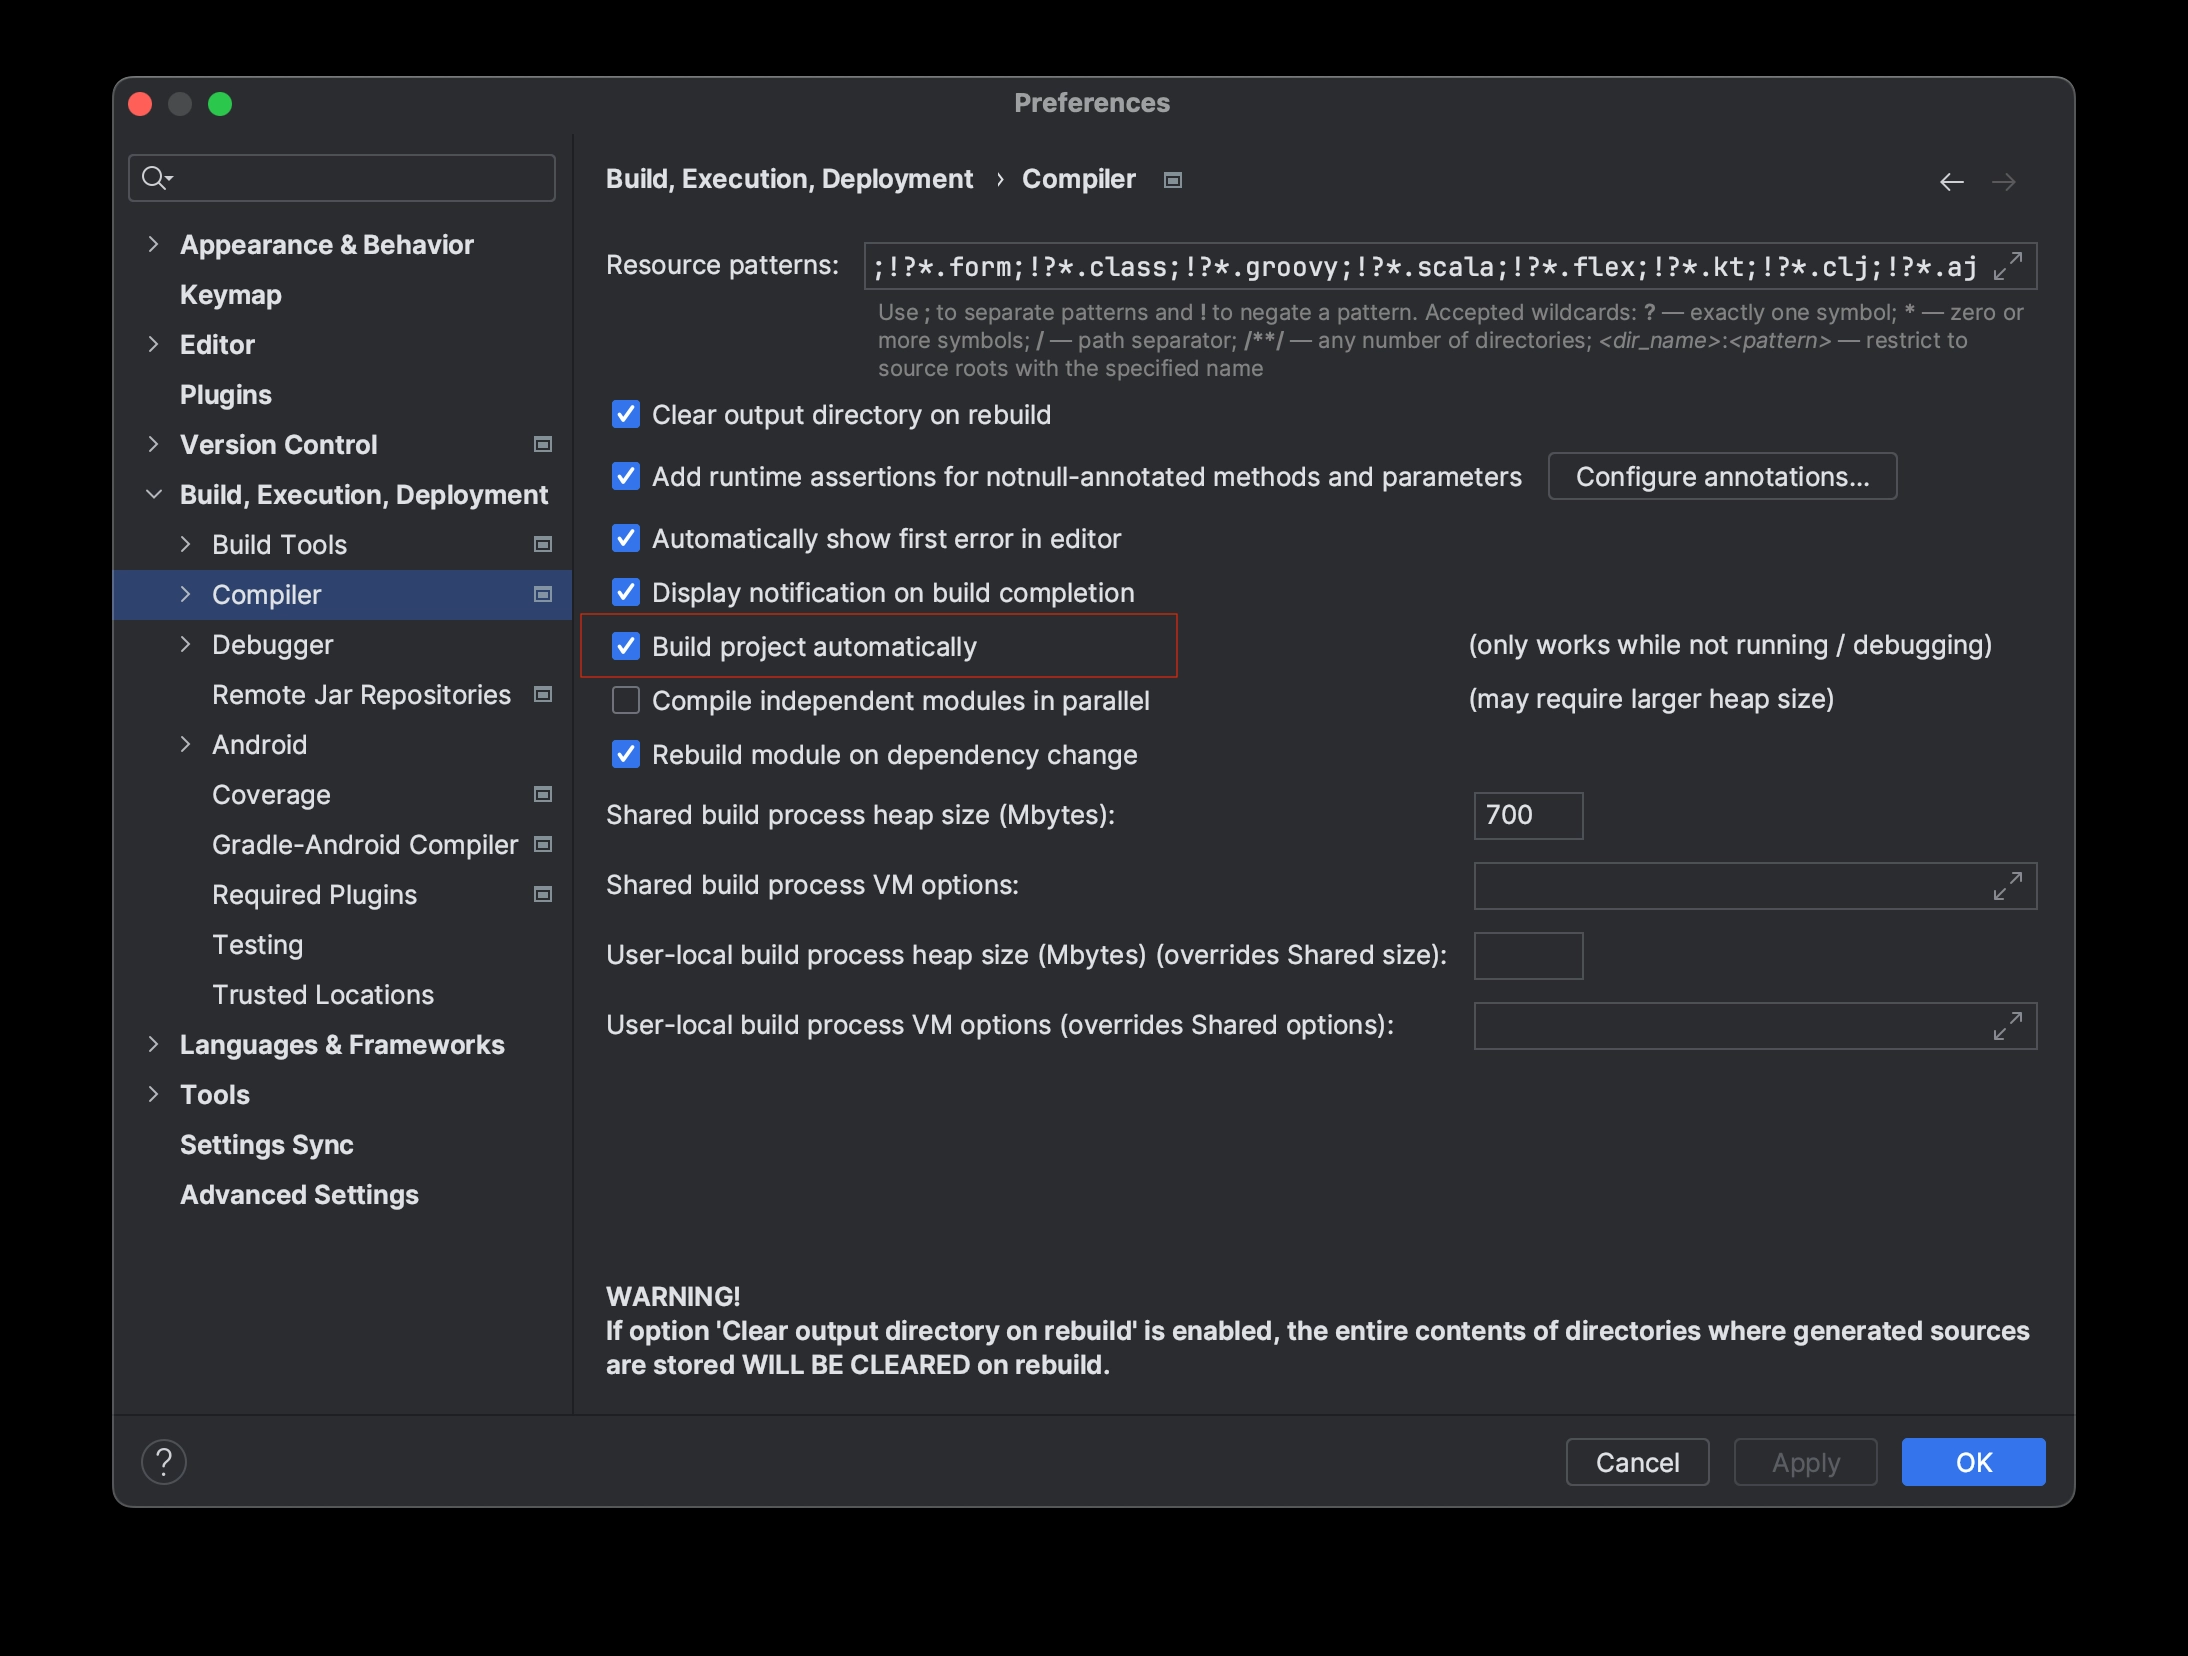 Preferences
Appearance & Behavior
Keymap
Editor
Plugins
Version Control
Build, Execution, Deployment
Build Tools
Compiler
Debugger
Remote Jar Repositories
Android
Coverage
Gradle-Android Compiler
Required Plugins
Testing
Trusted Locations
Languages & Frameworks
Tools
Settings Sync
Advanced Settings
Build, Execution, Deployment › Compiler
Resource patterns: ;!?*.form;!?*.class;!?*.groovy;!?*.scala;!?*.flex;!?*.kt;!?*.clj;!?*.aj
Use ; to separate patterns and ! to negate a pattern. Accepted wildcards: ? — exactly one symbol; * — zero or
more symbols; / — path separator; /**/ — any number of directories; <dir_name>:<pattern> — restrict to
source roots with the specified name
Clear output directory on rebuild
Add runtime assertions for notnull-annotated methods and parameters Configure annotations...
Automatically show first error in editor
Display notification on build completion
Build project automatically (only works while not running / debugging)
Compile independent modules in parallel (may require larger heap size)
Rebuild module on dependency change
Shared build process heap size (Mbytes): 700
Shared build process VM options:
User-local build process heap size (Mbytes) (overrides Shared size):
User-local build process VM options (overrides Shared options):
WARNING!
If option 'Clear output directory on rebuild' is enabled, the entire contents of directories where generated sources
are stored WILL BE CLEARED on rebuild.
? Cancel Apply OK